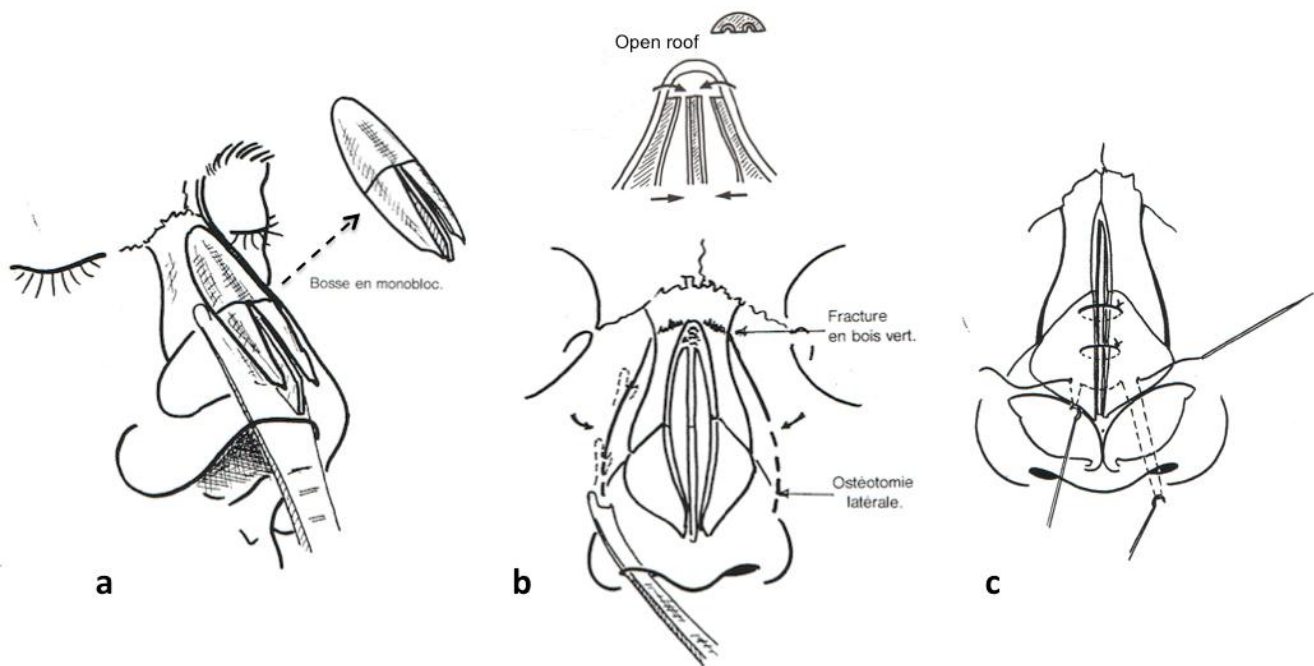 Open roof
Bosse en monobloc.
Fracture
en bois vert.
Ostéotomie
latérale.
a
b
c